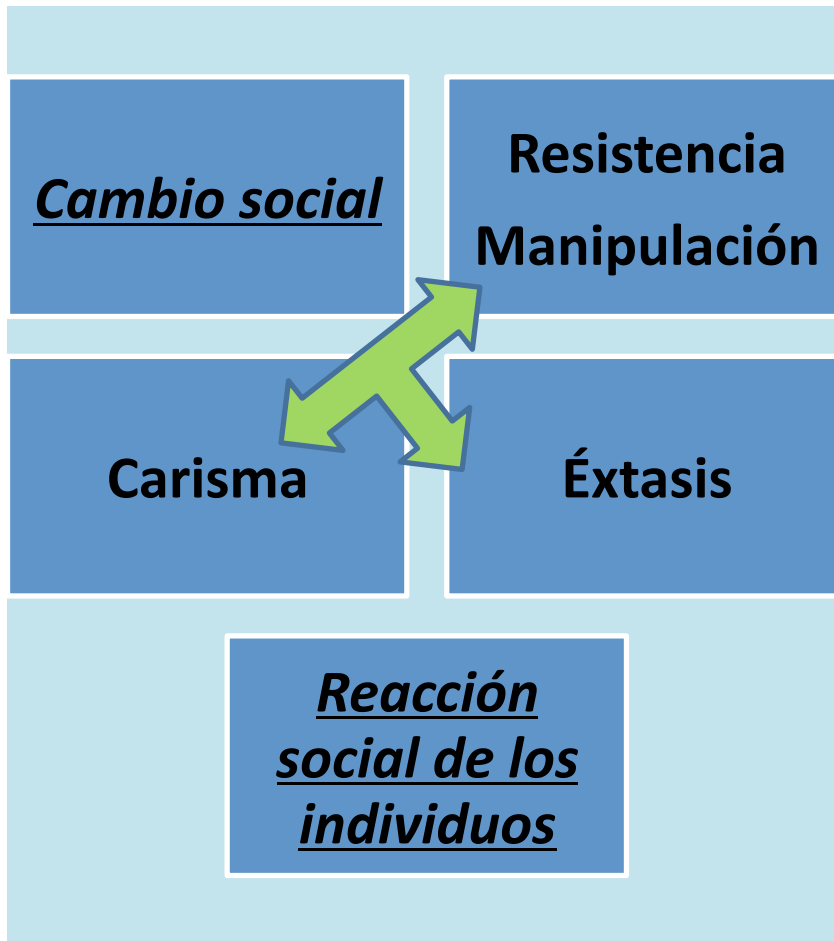 Cambio social
Resistencia
Manipulación
Carisma
Éxtasis
Reacción
social de los
individuos